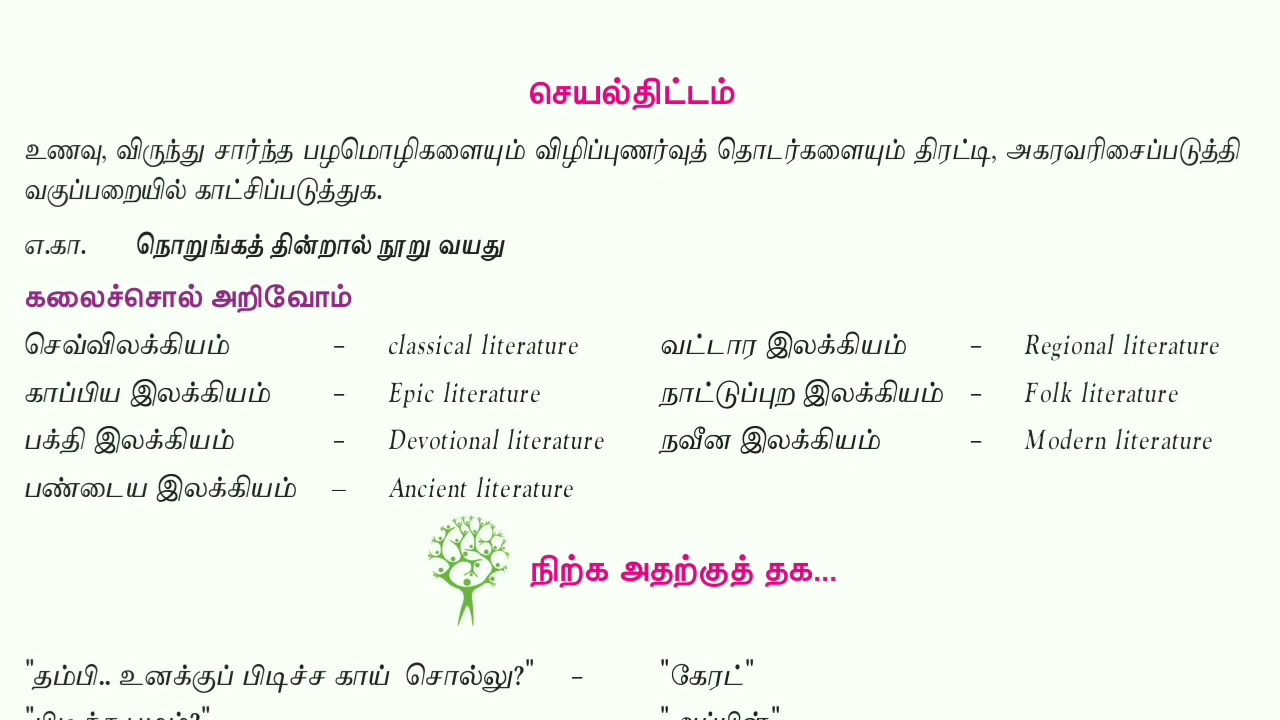 செயல்திட்டம்
உணவு, விருந்து சார்ந்த பழமொழிகளையும் விழிப்புணர்வுத் தொடர்களையும் திரட்டி, அகரவரிசைப்படுத்தி
வகுப்பறையில் காட்சிப்படுத்துக.
எ.கா. நொறுங்கத் தின்றால் நூறு வயது
கலைச்சொல் அறிவோம்
செவ்விலக்கியம் – classical literature வட்டார இலக்கியம் – Regional literature
காப்பிய இலக்கியம் – Epic literature நாட்டுப்புற இலக்கியம் – Folk literature
பக்தி இலக்கியம் – Devotional literature நவீன இலக்கியம் – Modern literature
பண்டைய இலக்கியம் – Ancient literature
நிற்க அதற்குத் தக...
"தம்பி.. உனக்குப் பிடிச்ச காய் சொல்லு?" – "கேரட்"